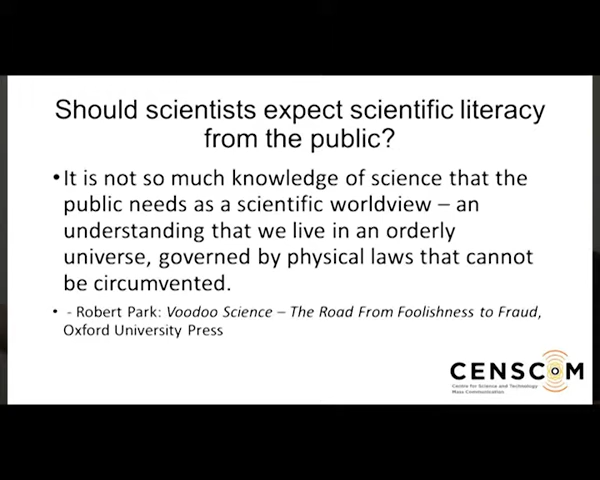 Should scientists expect scientific literacy
from the public?
•It is not so much knowledge of science that the
public needs as a scientific worldview – an
understanding that we live in an orderly
universe, governed by physical laws that cannot
be circumvented.
• - Robert Park: Voodoo Science – The Road From Foolishness to Fraud,
Oxford University Press
CENSCOM
Centre for Science and Technology
Mass Communication